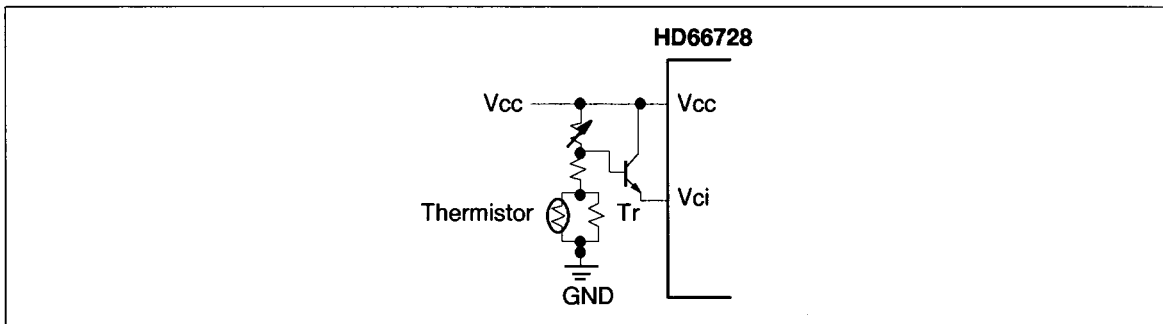 HD66728
Vcc
Vcc
Thermistor
Tr
Vci
GND